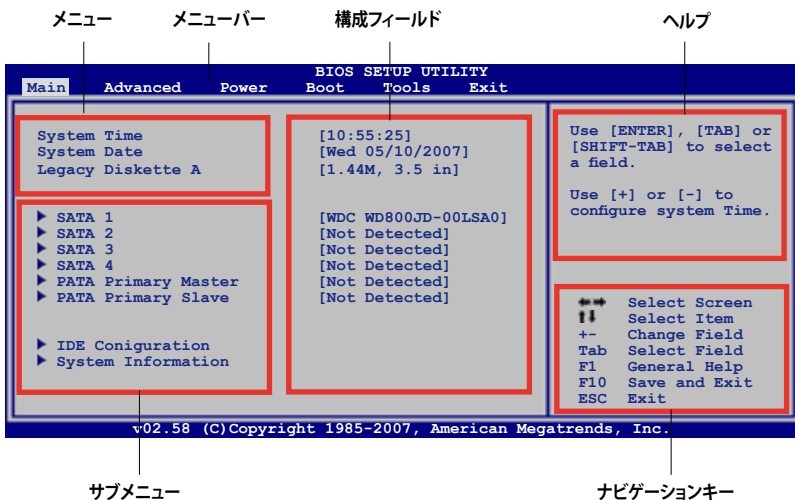 メニュー メニューバー 構成フィールド ヘルプ
BIOS SETUP UTILITY
Main Advanced Power Boot Tools Exit
System Time [10:55:25]
System Date [Wed 05/10/2007]
Legacy Diskette A [1.44M, 3.5 in]
SATA 1 [WDC WD800JD-00LSA0]
SATA 2 [Not Detected]
SATA 3 [Not Detected]
SATA 4 [Not Detected]
PATA Primary Master [Not Detected]
PATA Primary Slave [Not Detected]
IDE Coniguration
System Information
Use [ENTER], [TAB] or
[SHIFT-TAB] to select
a field.
Use [+] or [-] to
configure system Time.
←→ Select Screen
↑↓ Select Item
+- Change Field
Tab Select Field
F1 General Help
F10 Save and Exit
ESC Exit
v02.58 (C)Copyright 1985-2007, American Megatrends, Inc.
サブメニュー ナビゲーションキー